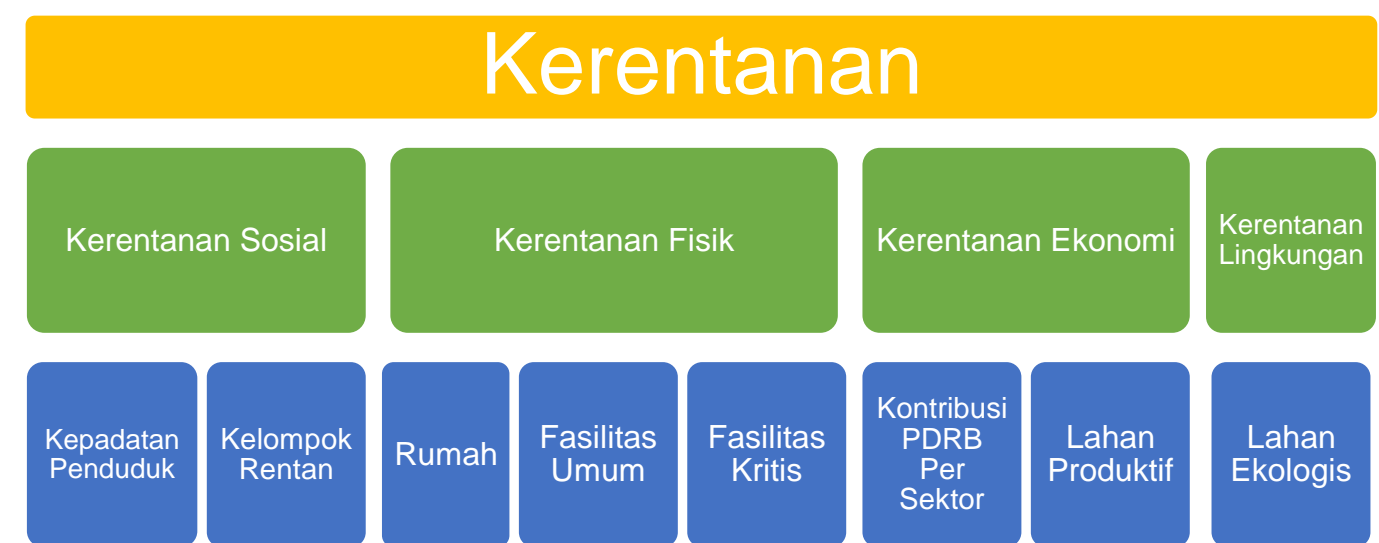 Kerentanan
Kerentanan Sosial
Kerentanan Fisik
Kerentanan Ekonomi
Kerentanan
Lingkungan
Kepadatan
Penduduk
Kelompok
Rentan
Rumah
Fasilitas
Umum
Fasilitas
Kritis
Kontribusi
PDRB
Per
Sektor
Lahan
Produktif
Lahan
Ekologis